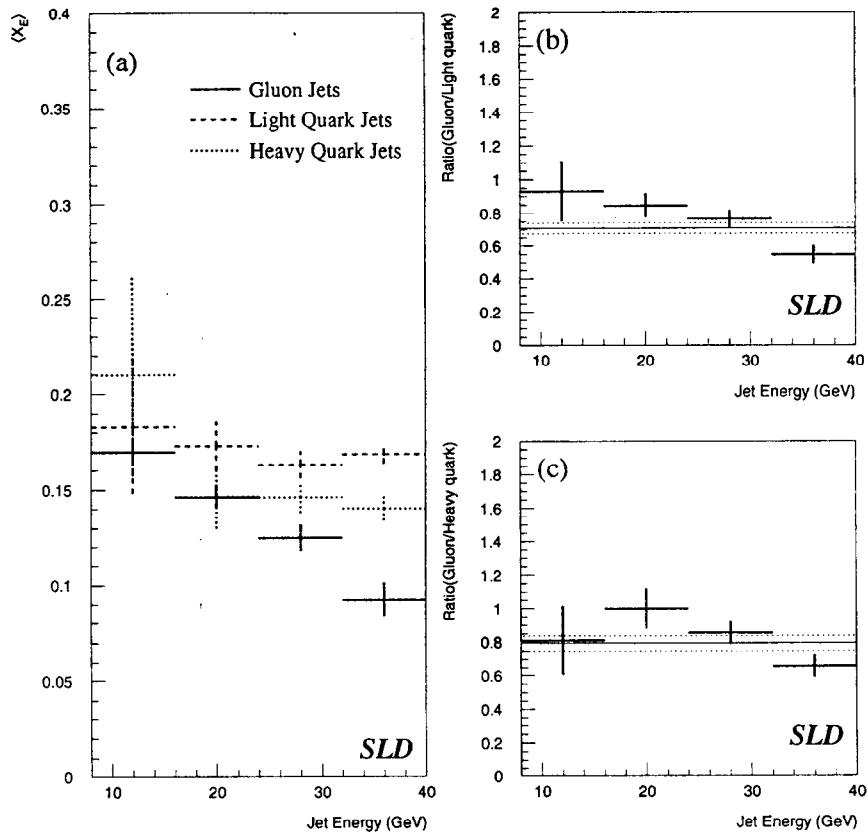 ⟨X_E⟩
0.4
0.35
0.3
0.25
0.2
0.15
0.1
0.05
0
(a)
Gluon Jets
Light Quark Jets
Heavy Quark Jets
SLD
10
20
30
40
Jet Energy (GeV)
Ratio(Gluon/Light quark)
2
1.8
1.6
1.4
1.2
1
0.8
0.6
0.4
0.2
0
(b)
SLD
10
20
30
40
Jet Energy (GeV)
Ratio(Gluon/Heavy quark)
2
1.8
1.6
1.4
1.2
1
0.8
0.6
0.4
0.2
0
(c)
SLD
10
20
30
40
Jet Energy (GeV)